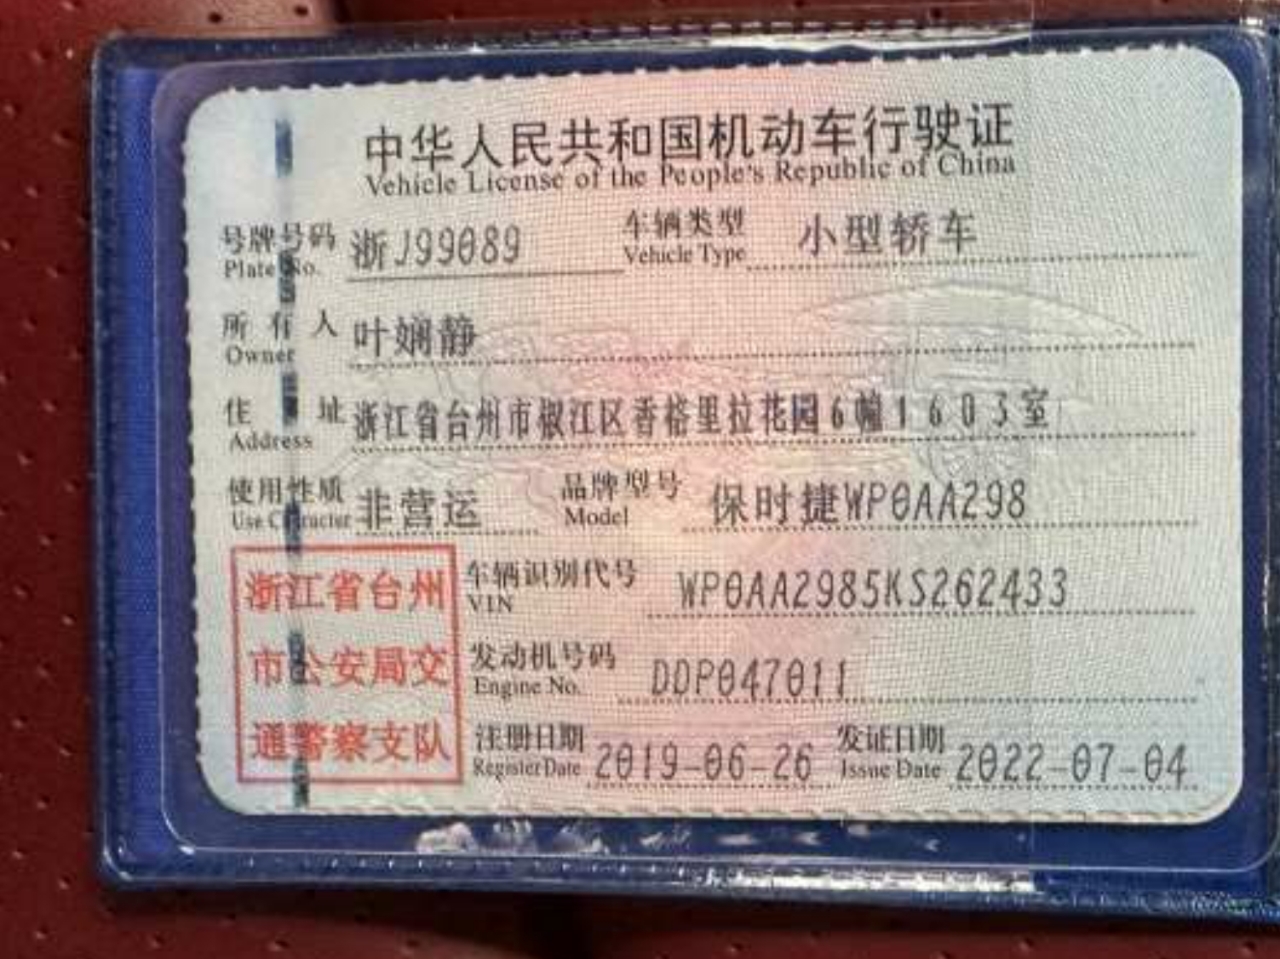 中华人民共和国机动车行驶证
Vehicle License of the People's Republic of China
号牌号码 浙J99089 车辆类型 小型轿车
Plate No. Vehicle Type
所有人 叶娴静
Owner
住址 浙江省台州市椒江区香格里拉花园6幢1603室
Address
使用性质 非营运 品牌型号 保时捷WP0AA298
Use Character Model
浙江省台州 车辆识别代号 WP0AA2985KS262433
VIN
市公安局交 发动机号码 DDP047011
Engine No.
通警察支队 注册日期 2019-06-26 发证日期 2022-07-04
Register Date Issue Date